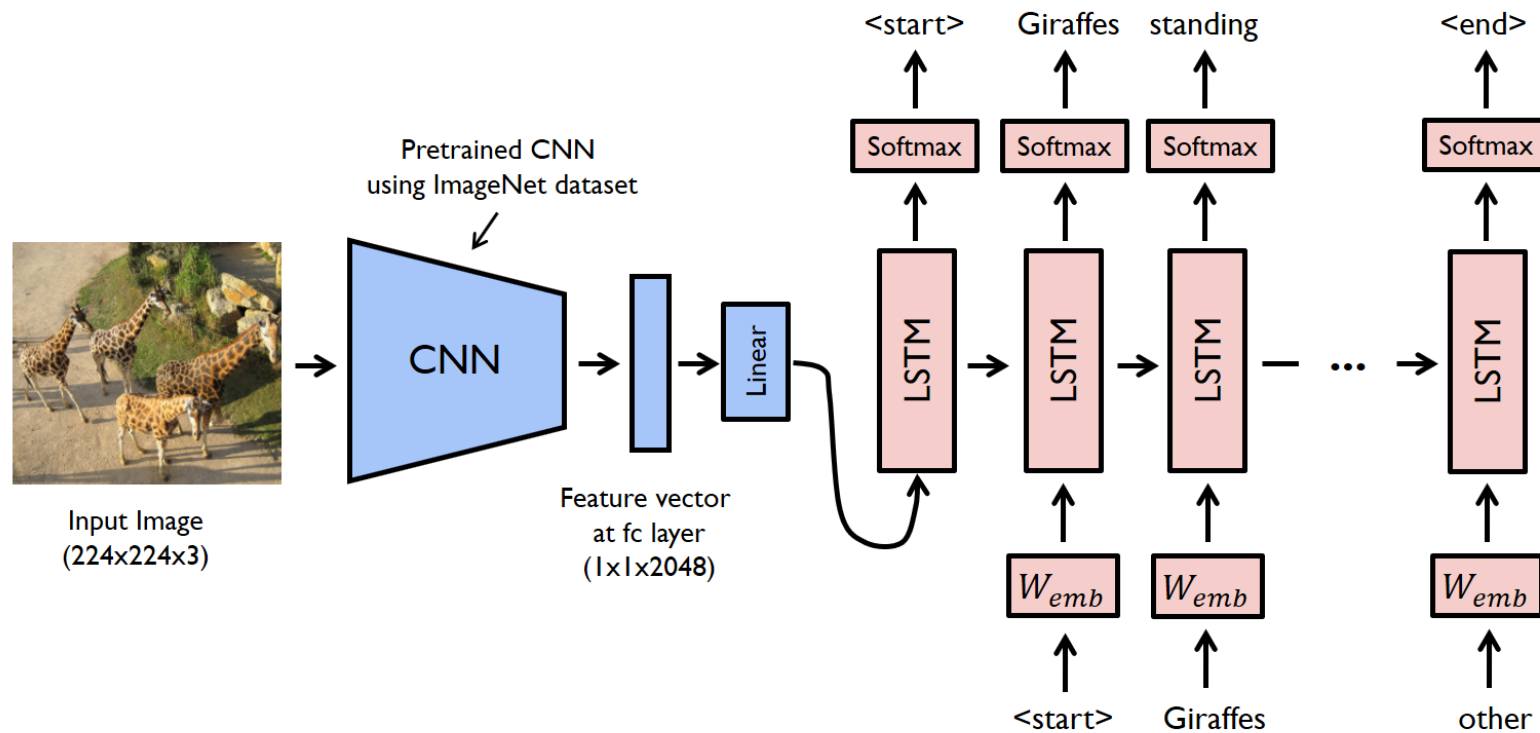 <start> Giraffes standing <end>
Softmax Softmax Softmax Softmax
Pretrained CNN
using ImageNet dataset
CNN
Linear
LSTM LSTM LSTM ... LSTM
Feature vector
at fc layer
(1x1x2048)
Input Image
(224x224x3)
W_emb W_emb W_emb
<start> Giraffes other